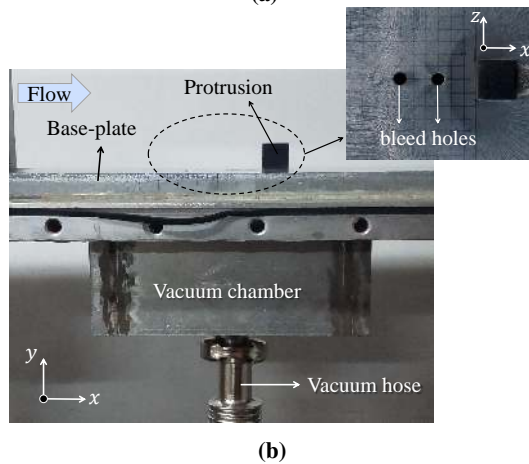 (a)
z
x
Flow
Protrusion
Base-plate
bleed holes
Vacuum chamber
y
x
Vacuum hose
(b)